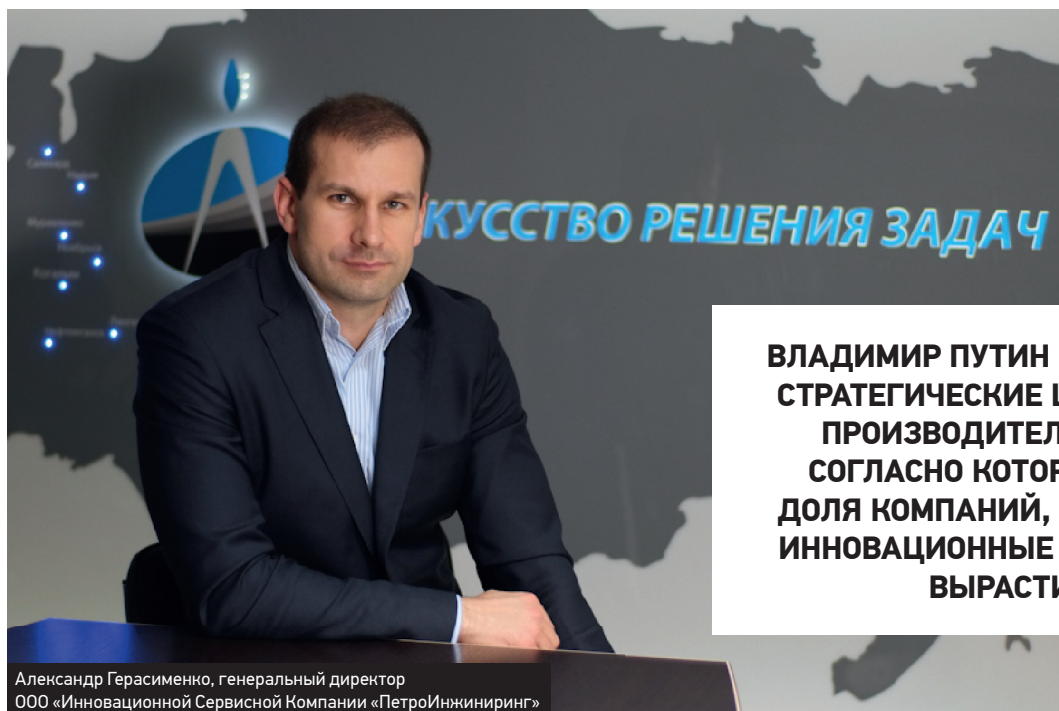 КУССТВО РЕШЕНИЯ ЗАДАЧ
ВЛАДИМИР ПУТИН
СТРАТЕГИЧЕСКИЕ
ПРОИЗВОДИТЕЛ
СОГЛАСНО КОТОР
ДОЛЯ КОМПАНИЙ,
ИННОВАЦИОННЫЕ
ВЫРАСТИ
Александр Герасименко, генеральный директор
ООО «Инновационной Сервисной Компании «ПетроИнжиниринг»